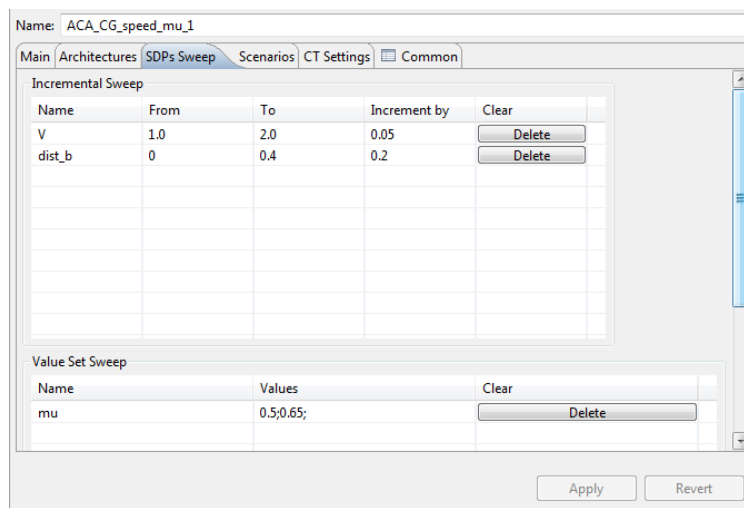 Name: ACA_CG_speed_mu_1
Main Architectures SDPs Sweep Scenarios CT Settings Common
Incremental Sweep
Name From To Increment by Clear
V 1.0 2.0 0.05 Delete
dist_b 0 0.4 0.2 Delete
Value Set Sweep
Name Values Clear
mu 0.5;0.65; Delete
Apply Revert